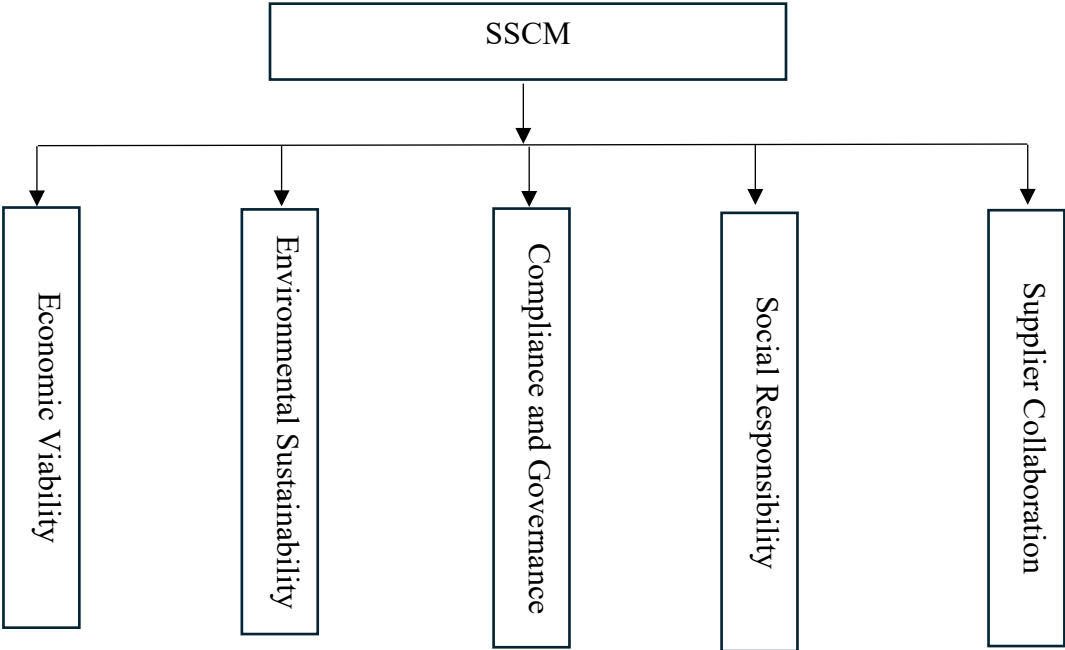 SSCM
Economic Viability
Environmental Sustainability
Compliance and Governance
Social Responsibility
Supplier Collaboration